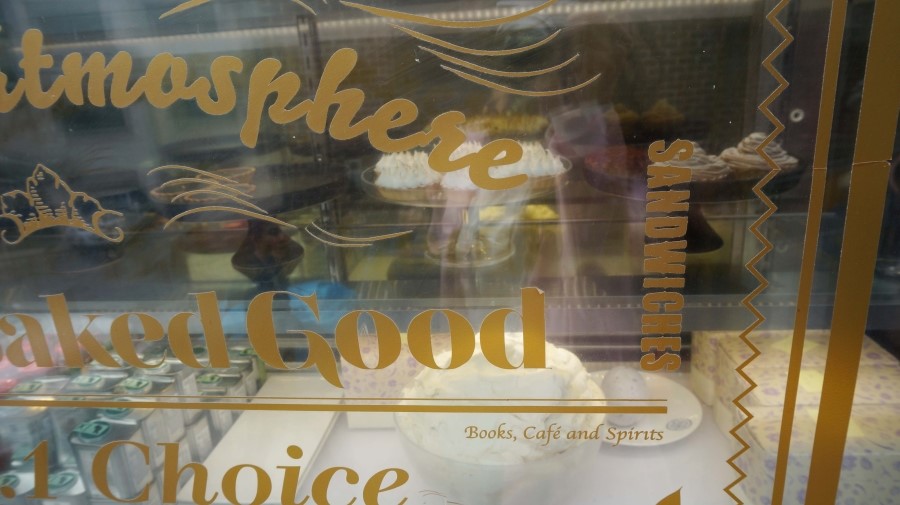 atmosphere
SANDWICHES
aked Good
Books, Café and Spirits
.1 Choice